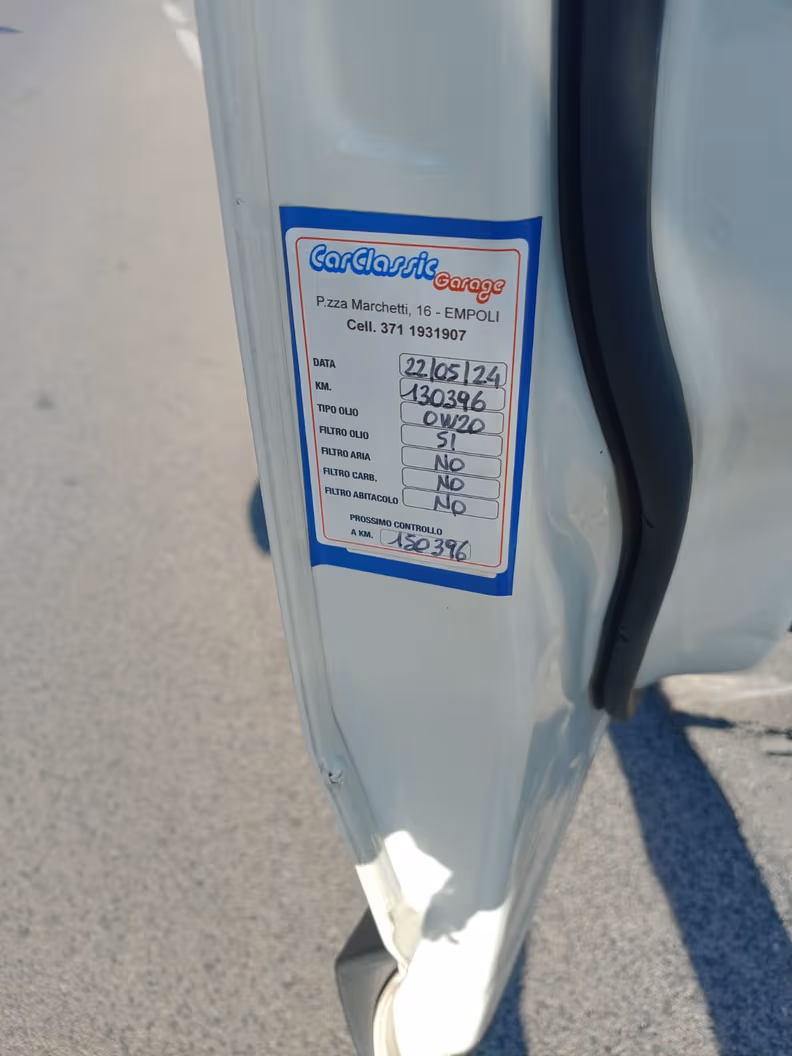 CarClassic Garage
P.zza Marchetti, 16 - EMPOLI
Cell. 371 1931907
DATA 22/05/24
KM. 130396
TIPO OLIO 0W20
FILTRO OLIO SI
FILTRO ARIA NO
FILTRO CARB. NO
FILTRO ABITACOLO NO
PROSSIMO CONTROLLO
A KM. 150396